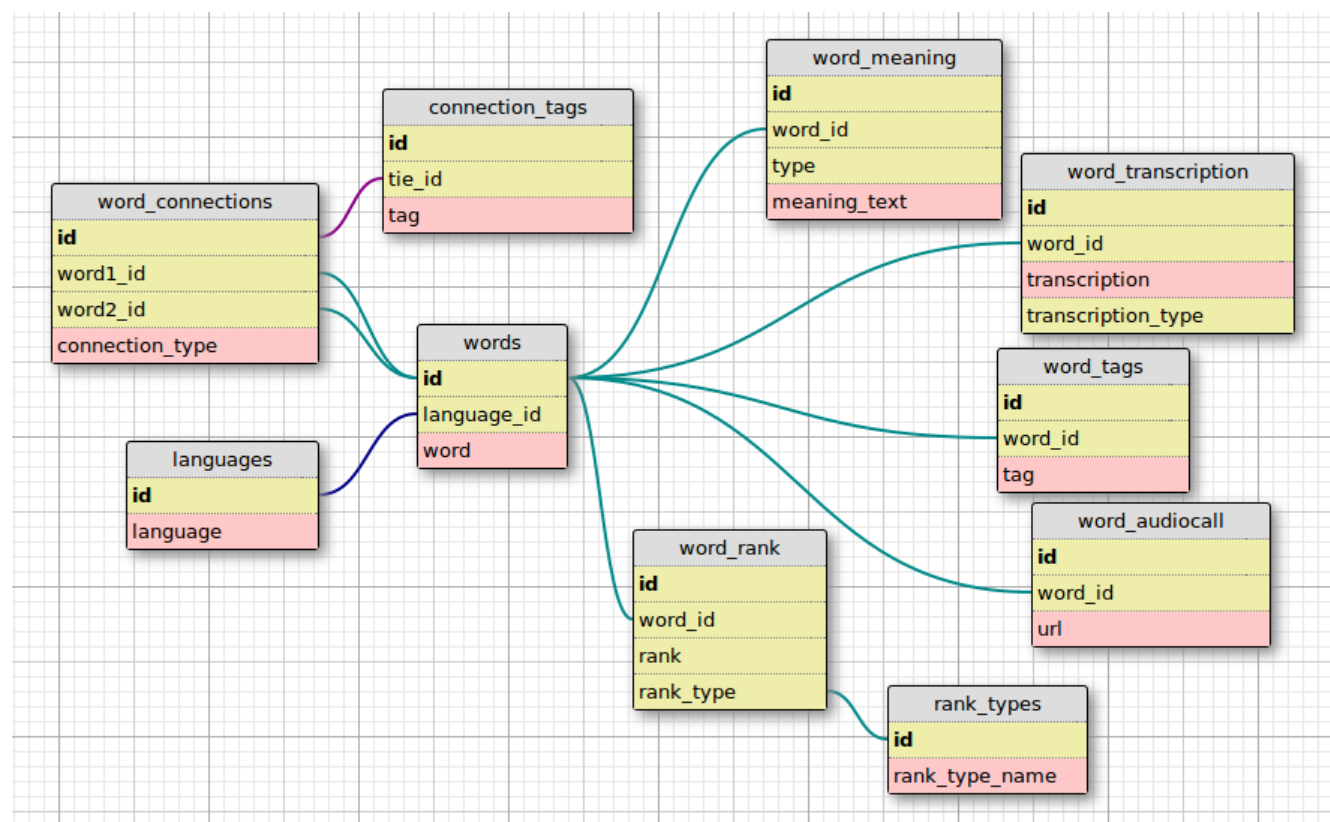 word_meaning
id
word_id
type
meaning_text
connection_tags
id
tie_id
tag
word_transcription
id
word_id
transcription
transcription_type
word_connections
id
word1_id
word2_id
connection_type
words
id
language_id
word
word_tags
id
word_id
tag
languages
id
language
word_audiocall
id
word_id
url
word_rank
id
word_id
rank
rank_type
rank_types
id
rank_type_name